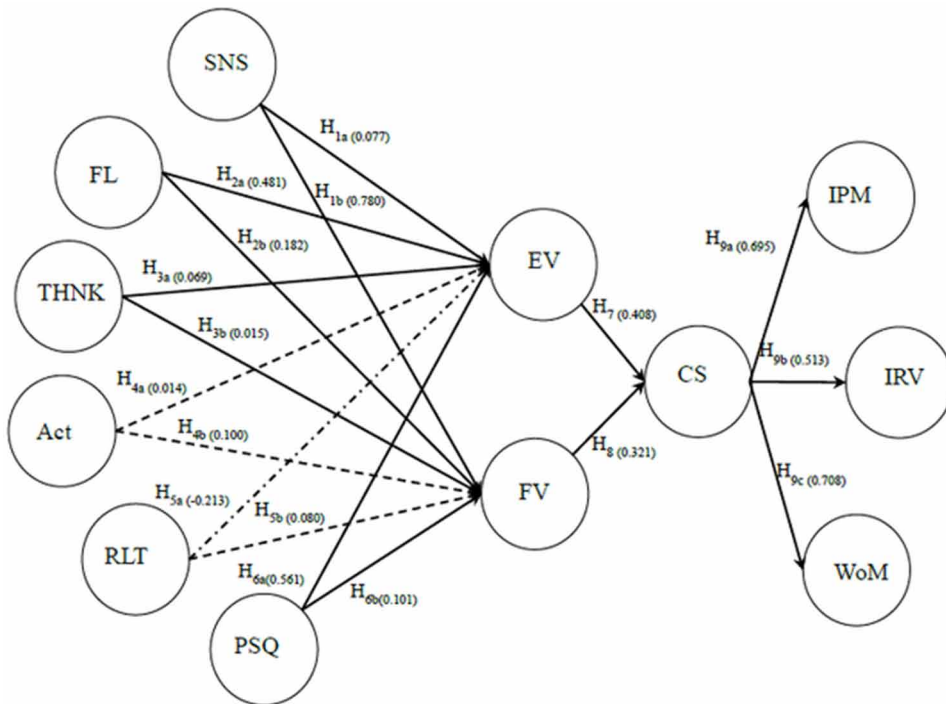 SNS
H1a (0.077)
FL
H2a (0.481)
H1b (0.780)
IPM
H2b (0.182)
H9a (0.695)
EV
H3a (0.069)
THNK
H3b (0.015)
H7 (0.408)
H9b (0.513)
CS
IRV
H4a (0.014)
Act
H4b (0.100)
H8 (0.321)
H5a (-0.213)
H9c (0.708)
FV
H5b (0.080)
RLT
WoM
H6a(0.561)
H6b(0.101)
PSQ